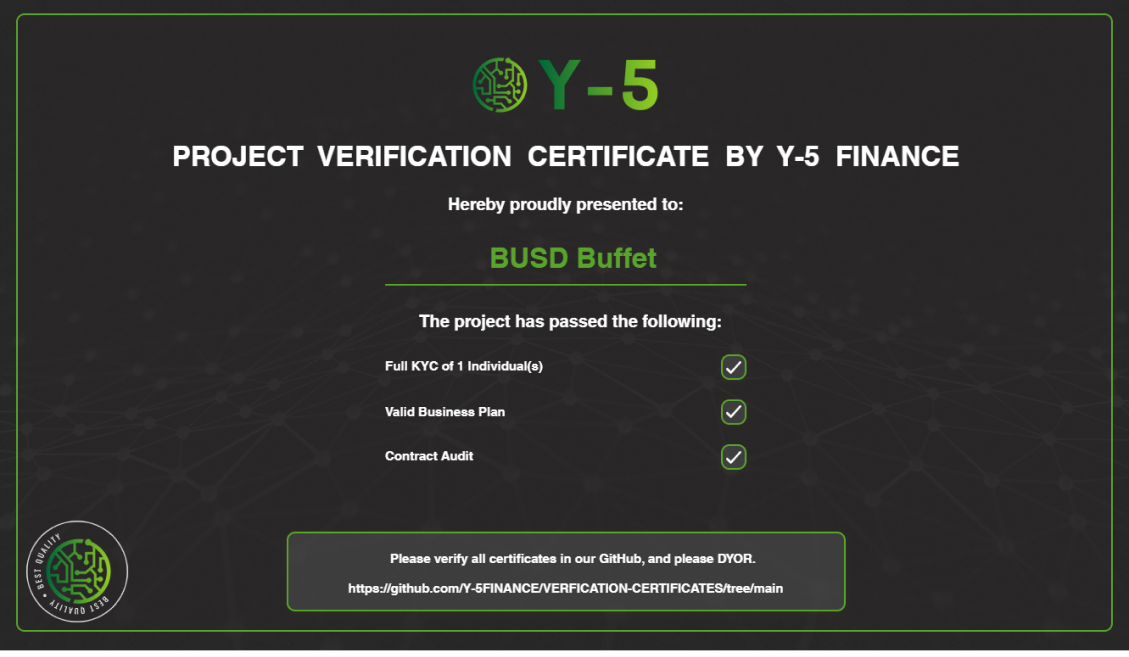 Y-5
PROJECT VERIFICATION CERTIFICATE BY Y-5 FINANCE
Hereby proudly presented to:
BUSD Buffet
The project has passed the following:
Full KYC of 1 Individual(s)
Valid Business Plan
Contract Audit
BEST QUALITY • BEST QUALITY
Please verify all certificates in our GitHub, and please DYOR.
https://github.com/Y-5FINANCE/VERFICATION-CERTIFICATES/tree/main